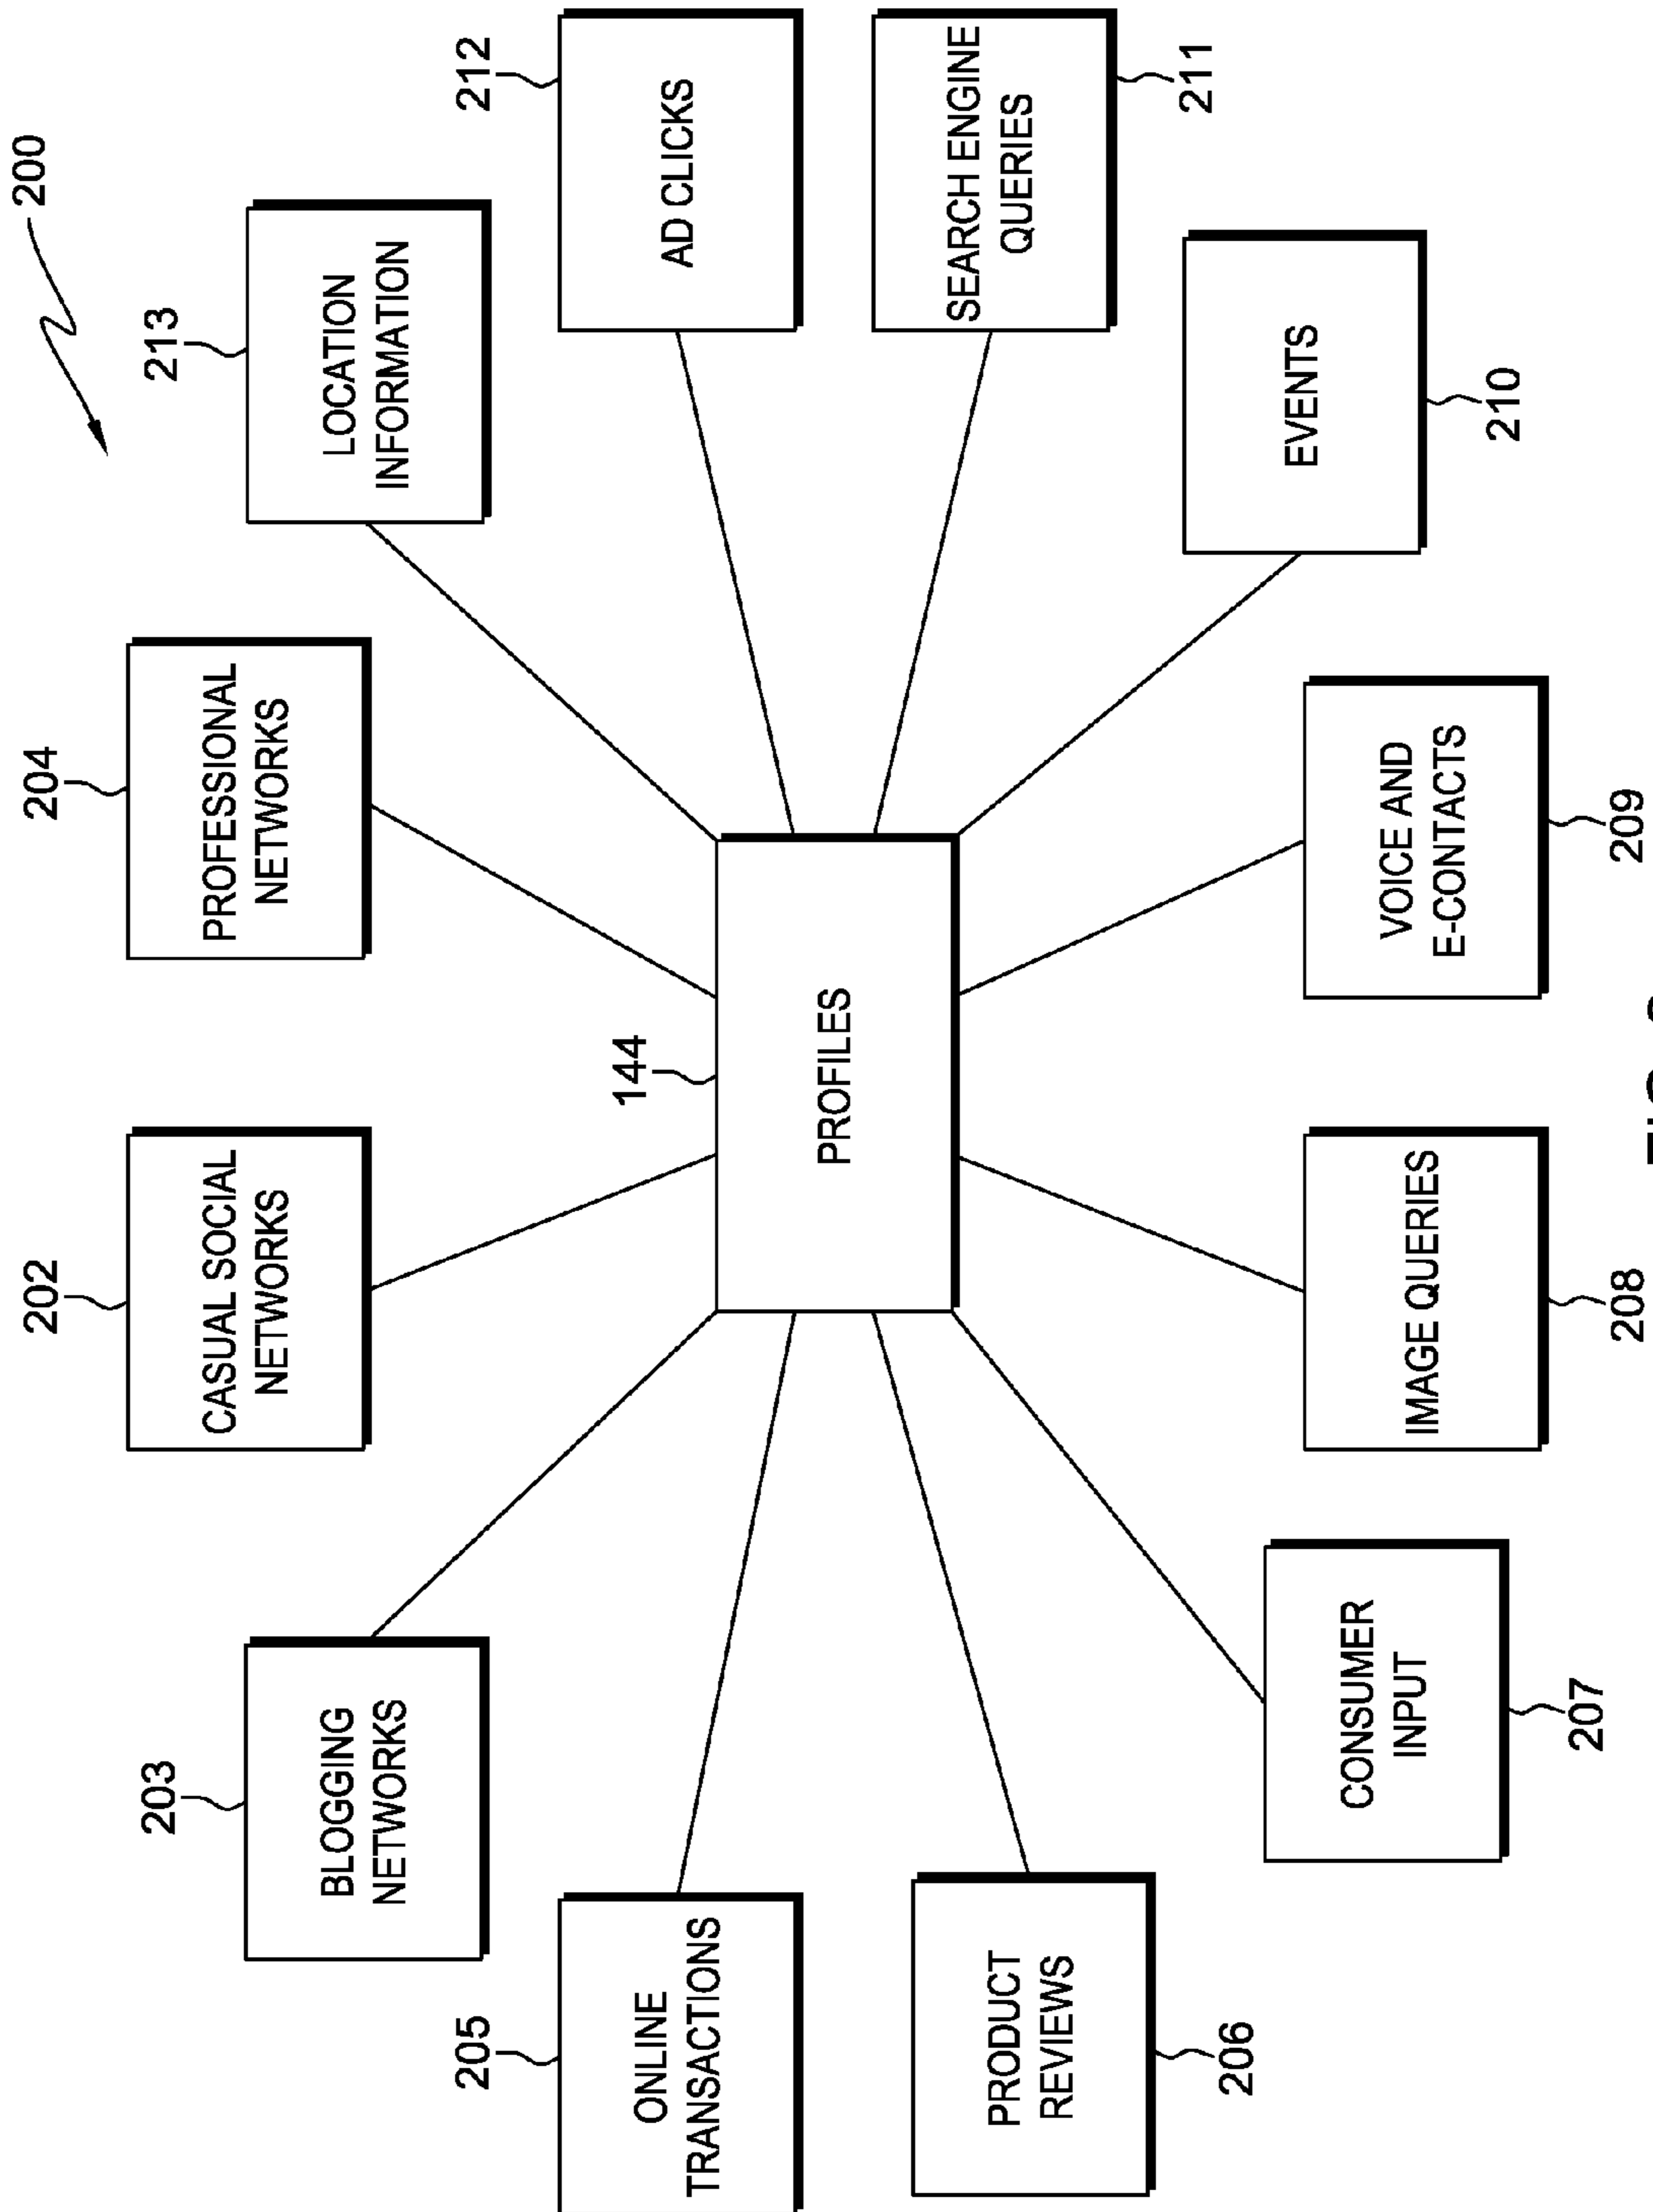 200
202
CASUAL SOCIAL
NETWORKS
204
PROFESSIONAL
NETWORKS
203
BLOGGING
NETWORKS
213
LOCATION
INFORMATION
205
ONLINE
TRANSACTIONS
212
AD CLICKS
144
PROFILES
206
PRODUCT
REVIEWS
SEARCH ENGINE
QUERIES
211
CONSUMER
INPUT
207
EVENTS
210
IMAGE QUERIES
208
VOICE AND
E-CONTACTS
209